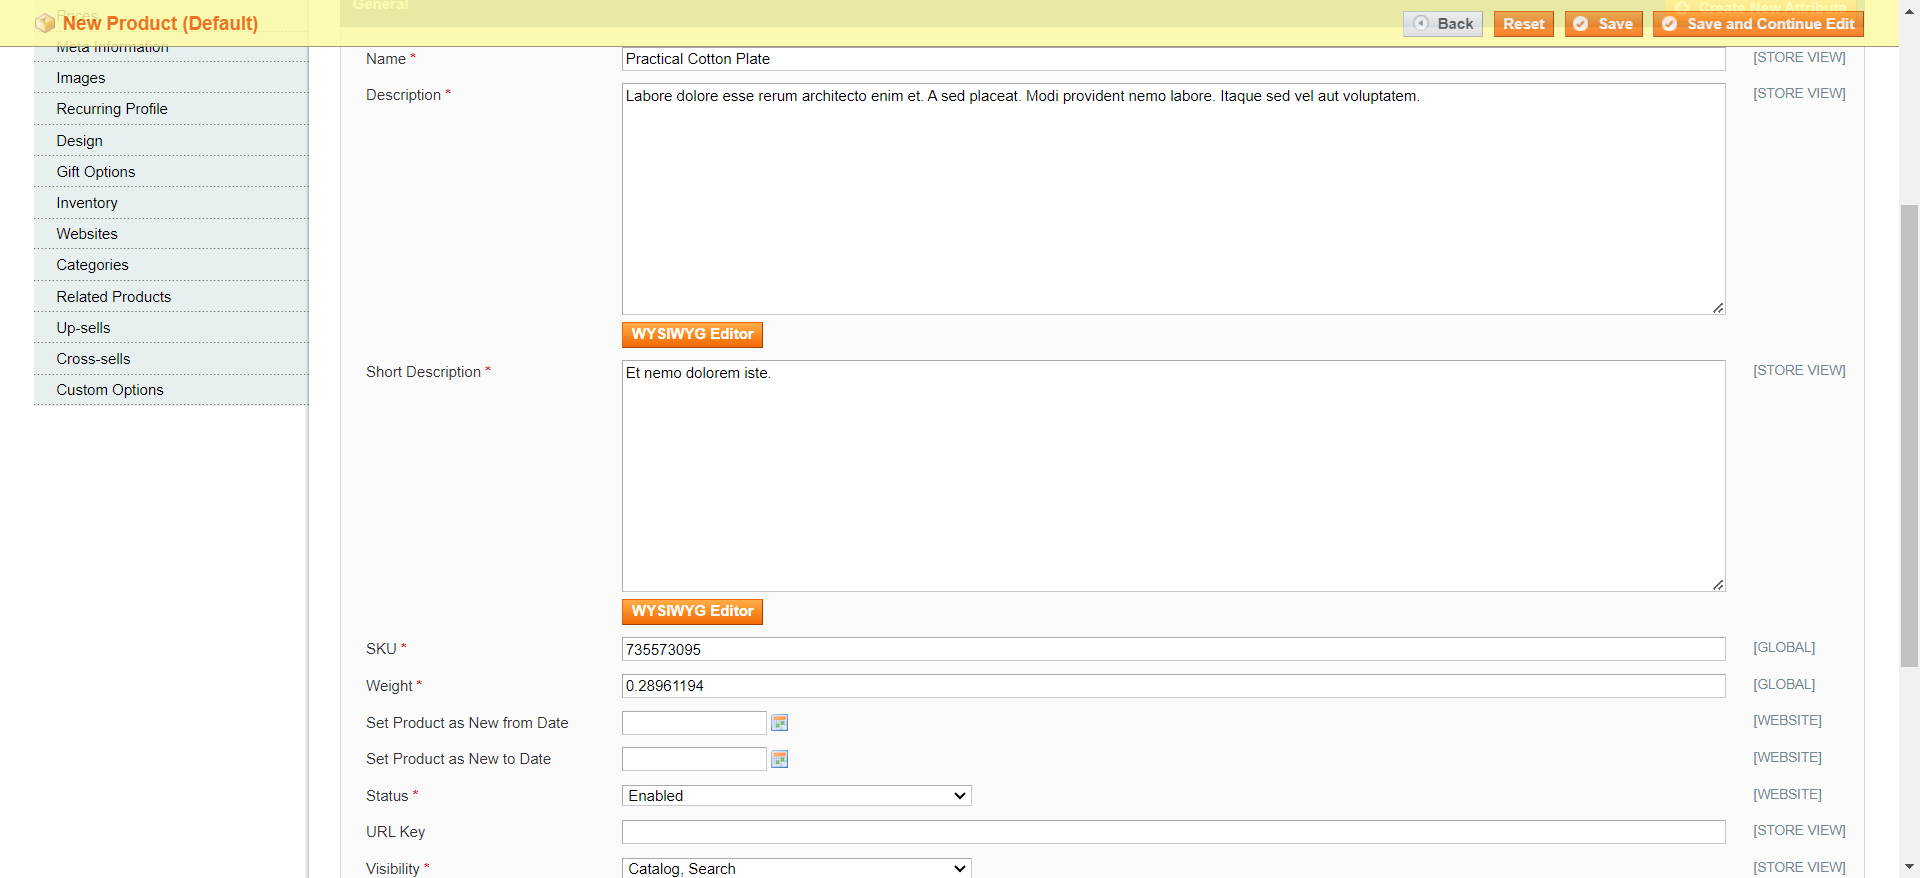 General
Create New Attribute
Prices
New Product (Default)
Back
Reset
Save
Save and Continue Edit
Meta Information
Images
Recurring Profile
Design
Gift Options
Inventory
Websites
Categories
Related Products
Up-sells
Cross-sells
Custom Options
Name *
Practical Cotton Plate
[STORE VIEW]
Description *
Labore dolore esse rerum architecto enim et. A sed placeat. Modi provident nemo labore. Itaque sed vel aut voluptatem.
[STORE VIEW]
WYSIWYG Editor
Short Description *
Et nemo dolorem iste.
[STORE VIEW]
WYSIWYG Editor
SKU *
735573095
[GLOBAL]
Weight *
0.28961194
[GLOBAL]
Set Product as New from Date
[WEBSITE]
Set Product as New to Date
[WEBSITE]
Status *
Enabled
[WEBSITE]
URL Key
[STORE VIEW]
Visibility *
Catalog, Search
[STORE VIEW]